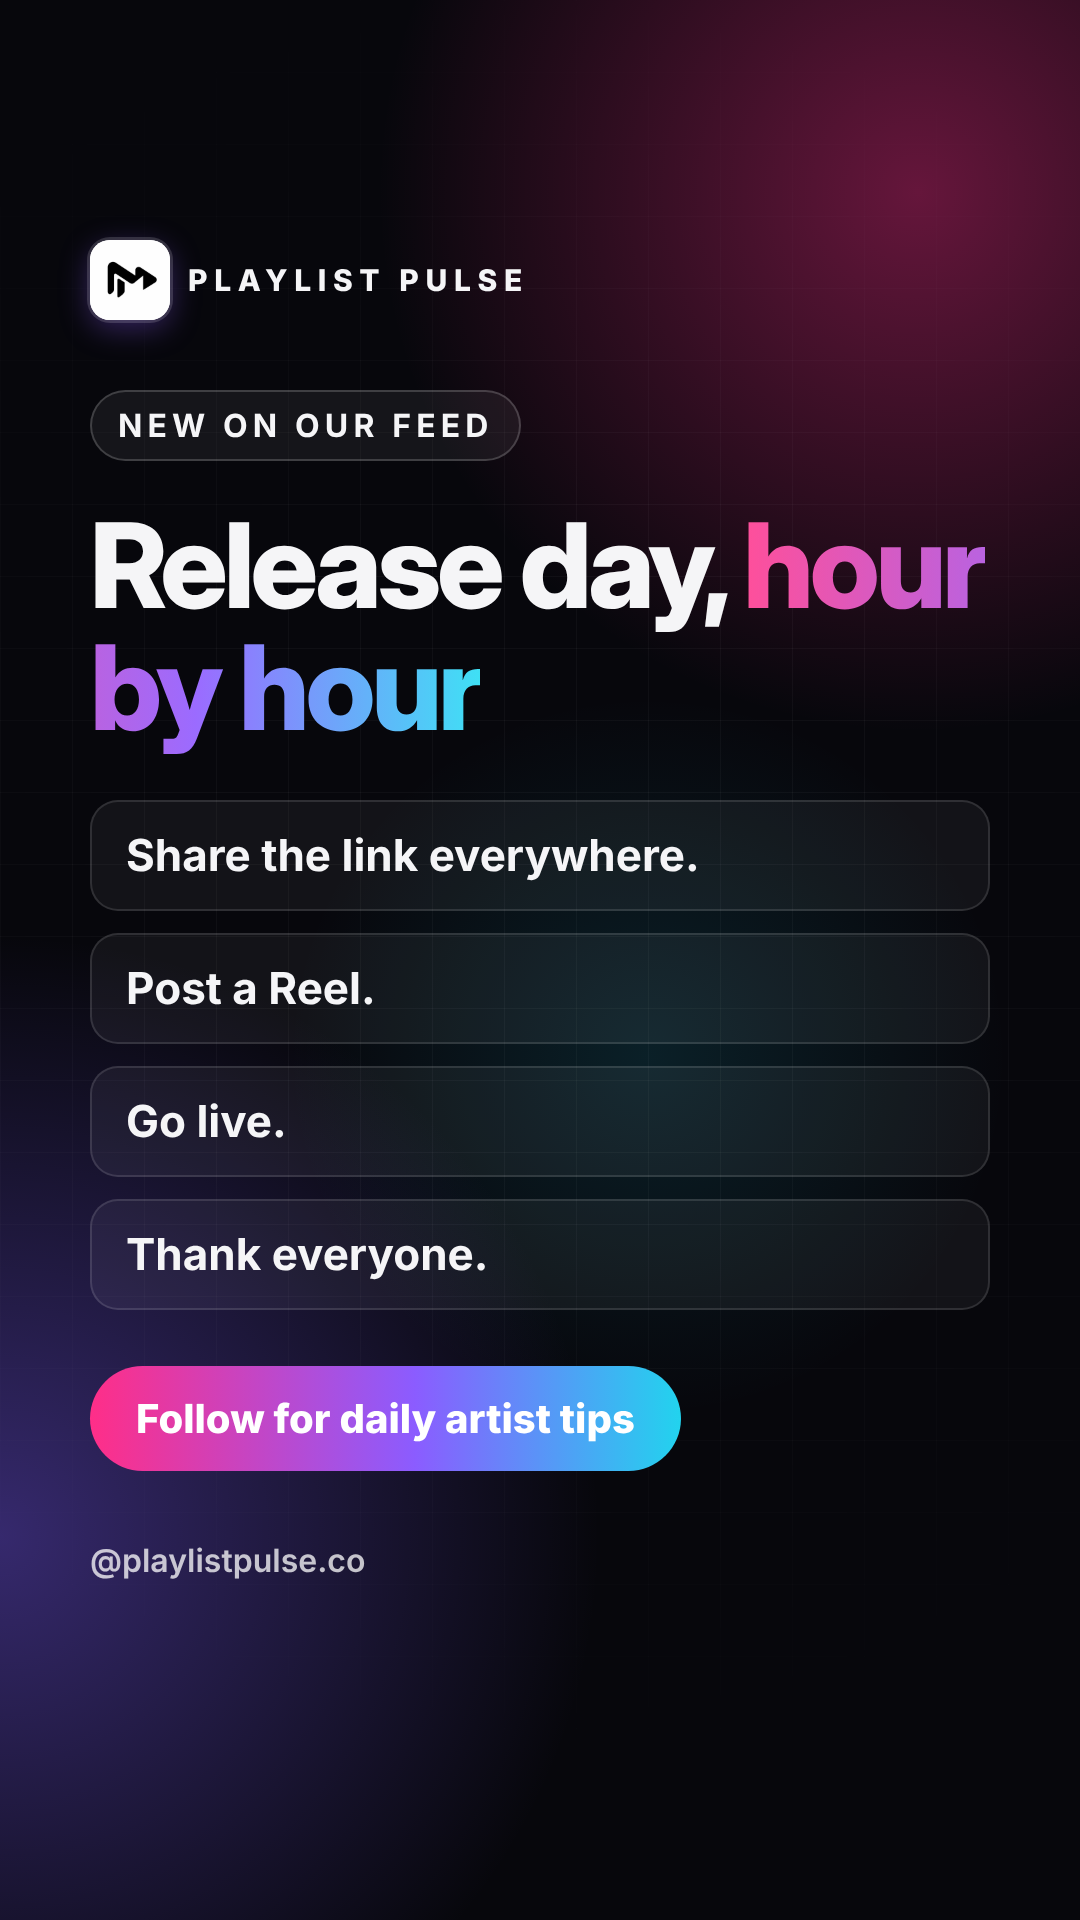 PLAYLIST PULSE
NEW ON OUR FEED
Release day, hour
by hour
Share the link everywhere.
Post a Reel.
Go live.
Thank everyone.
Follow for daily artist tips
@playlistpulse.co